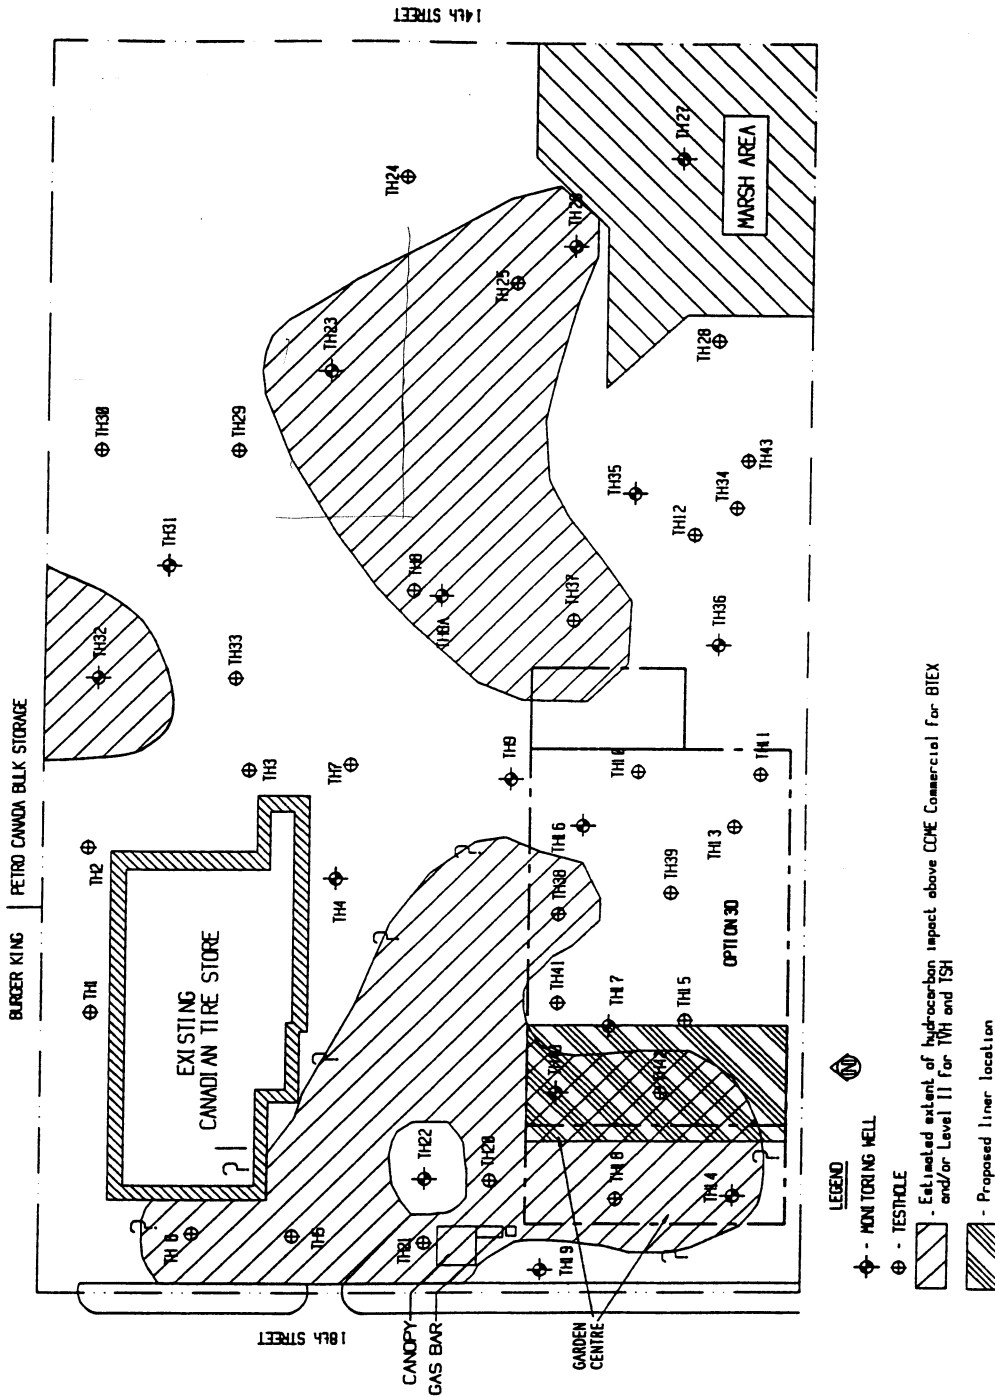 14th STREET
BURGER KING
PETRO CANADA BULK STORAGE
TH1
TH2
TH3
TH4
TH5
TH6
TH7
TH8
TH8A
TH9
TH10
TH11
TH12
TH13
TH14
TH15
TH16
TH17
TH18
TH19
TH20
TH21
TH22
TH23
TH24
TH25
TH26
TH27
TH28
TH29
TH30
TH31
TH32
TH33
TH34
TH35
TH36
TH37
TH38
TH39
TH40
TH41
TH42
TH43
MARSH AREA
EXISTING
CANADIAN TIRE STORE
?
?
?
?
?
?
?
OPTION 3D
18th STREET
CANOPY
GAS BAR
GARDEN
CENTRE
LEGEND
- MONITORING WELL
- TESTHOLE
- Estimated extent of hydrocarbon impact above CCME Commercial for BTEX
and/or Level II for TVH and TSH
- Proposed liner location